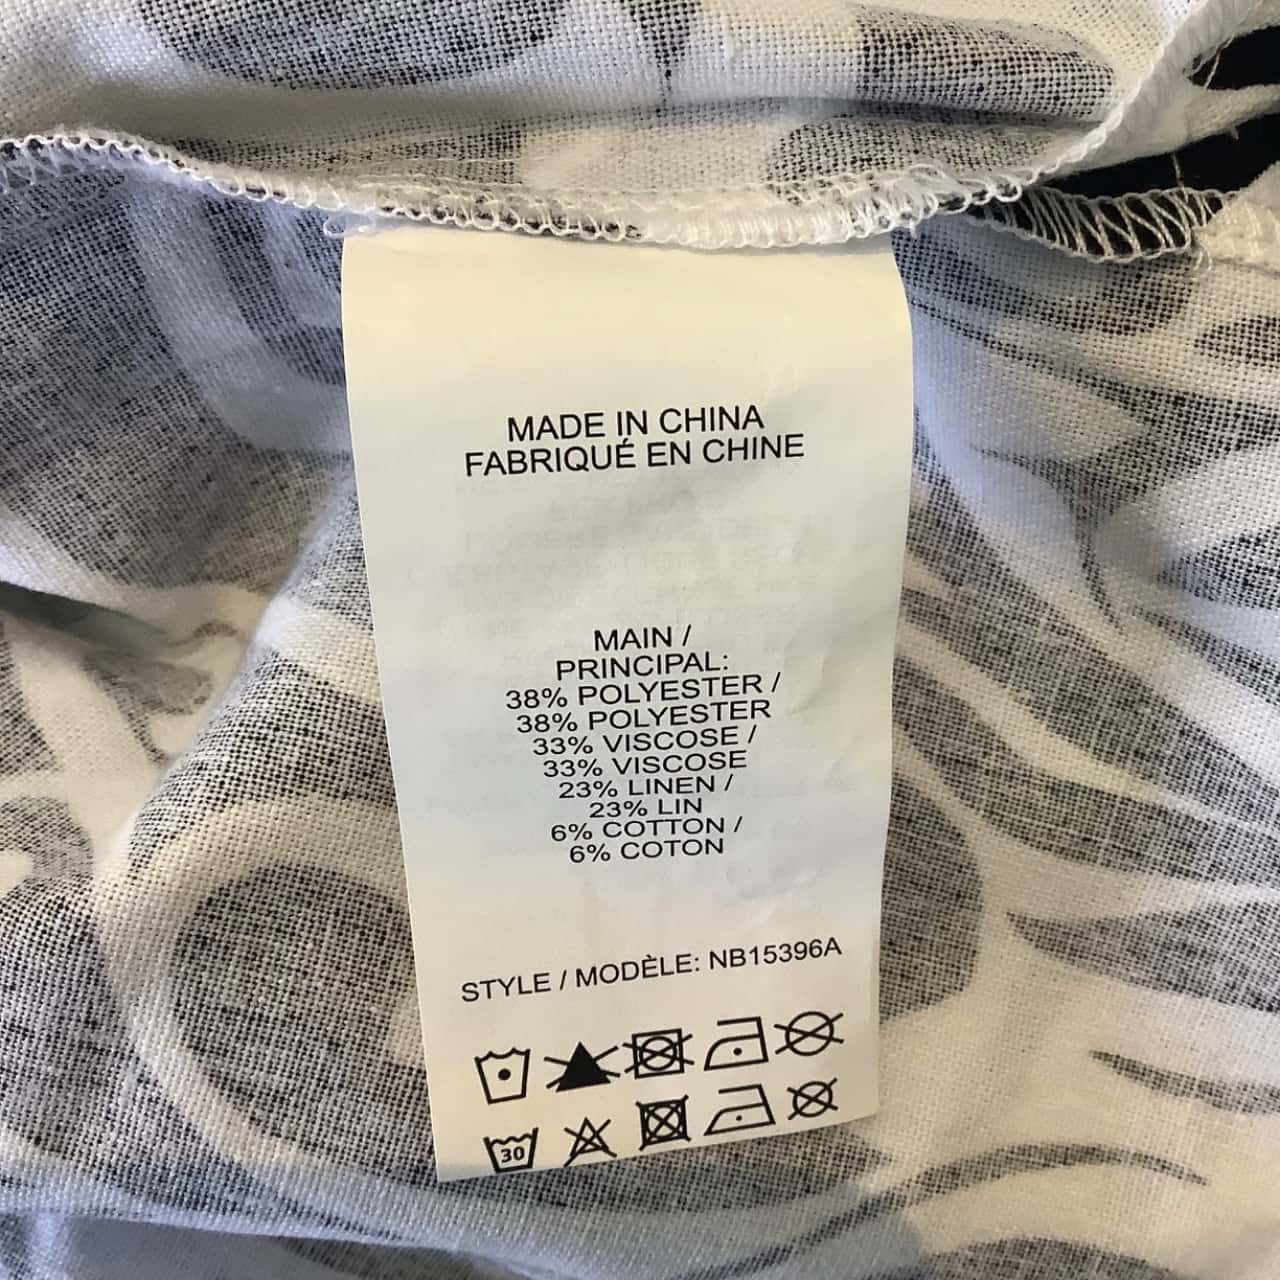 MADE IN CHINA
FABRIQUÉ EN CHINE
MAIN /
PRINCIPAL:
38% POLYESTER /
38% POLYESTER
33% VISCOSE /
33% VISCOSE
23% LINEN /
23% LIN
6% COTTON /
6% COTON
STYLE / MODÈLE: NB15396A
30